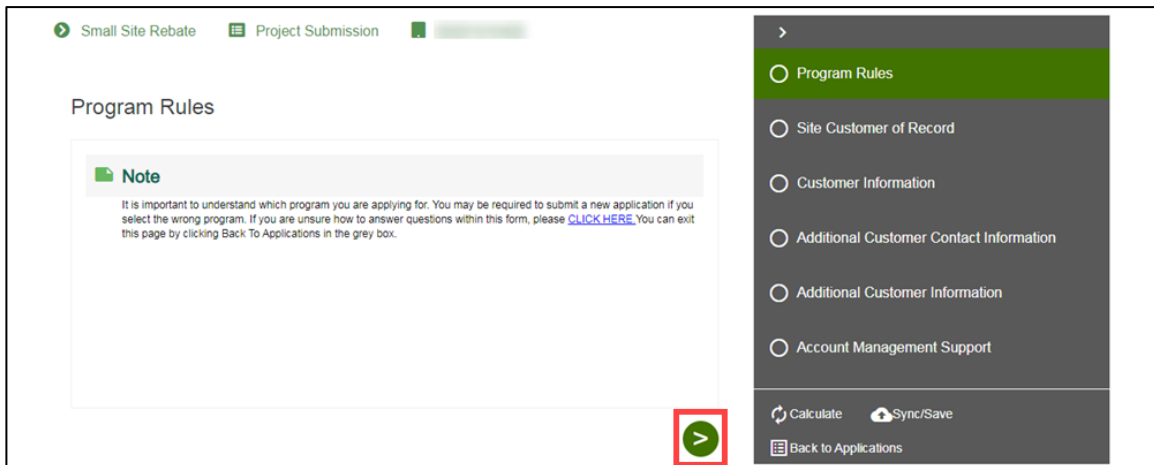 Small Site Rebate Project Submission
Program Rules
Note
It is important to understand which program you are applying for. You may be required to submit a new application if you
select the wrong program. If you are unsure how to answer questions within this form, please CLICK HERE You can exit
this page by clicking Back To Applications in the grey box.
>
>
Program Rules
Site Customer of Record
Customer Information
Additional Customer Contact Information
Additional Customer Information
Account Management Support
Calculate Sync/Save
Back to Applications